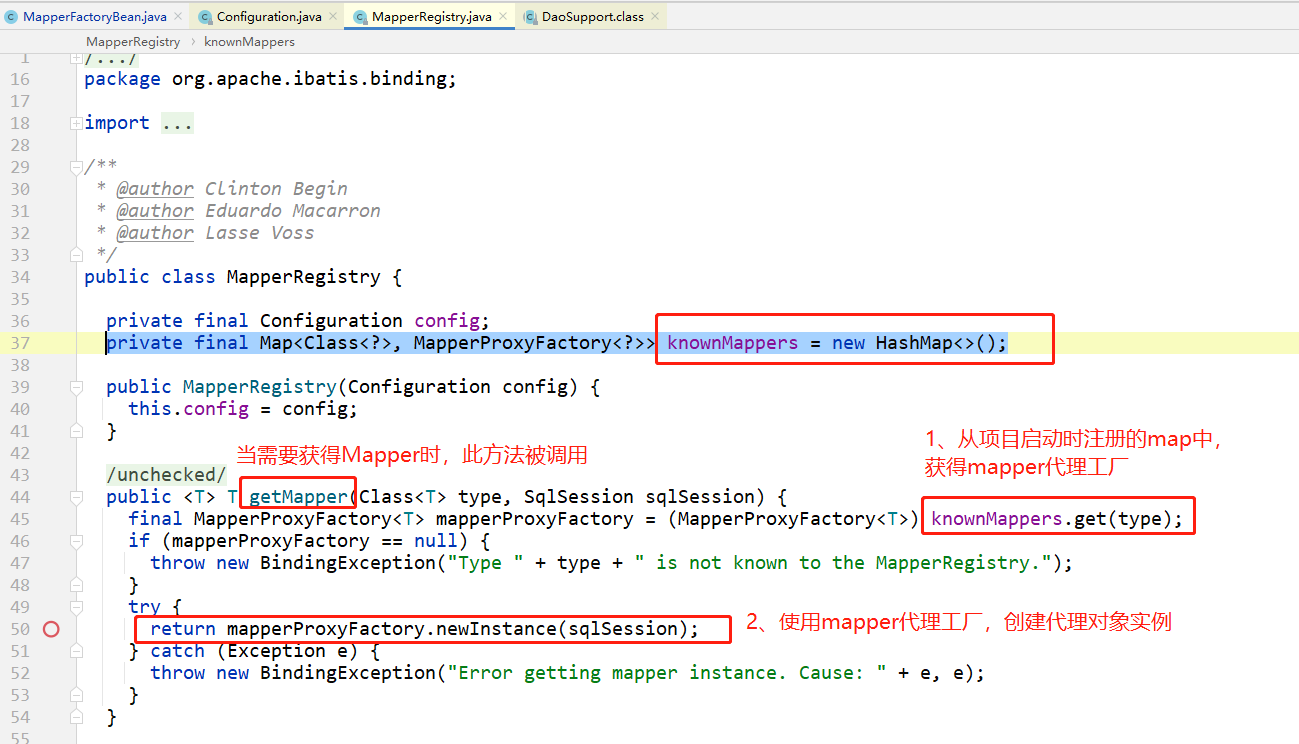 MapperFactoryBean.java × Configuration.java × MapperRegistry.java × DaoSupport.class ×
MapperRegistry › knownMappers
1 /.../
16 package org.apache.ibatis.binding;
17
18 import ...
28
29 /**
30 * @author Clinton Begin
31 * @author Eduardo Macarron
32 * @author Lasse Voss
33 */
34 public class MapperRegistry {
35
36 private final Configuration config;
37 private final Map<Class<?>, MapperProxyFactory<?>> knownMappers = new HashMap<>();
38
39 public MapperRegistry(Configuration config) {
40 this.config = config;
41 }
42
1、从项目启动时注册的map中,
当需要获得Mapper时，此方法被调用
获得mapper代理工厂
43 /unchecked/
44 public <T> T getMapper(Class<T> type, SqlSession sqlSession) {
45 final MapperProxyFactory<T> mapperProxyFactory = (MapperProxyFactory<T>) knownMappers.get(type);
46 if (mapperProxyFactory == null) {
47 throw new BindingException("Type " + type + " is not known to the MapperRegistry.");
48 }
49 try {
50 return mapperProxyFactory.newInstance(sqlSession);
2、使用mapper代理工厂，创建代理对象实例
51 } catch (Exception e) {
52 throw new BindingException("Error getting mapper instance. Cause: " + e, e);
53 }
54 }
55